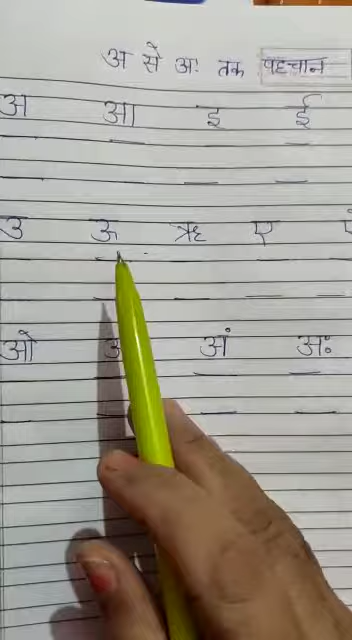 अ से अः तक पहचान
अ आ इ ई
उ ऊ ऋ ए
ओ अं अः